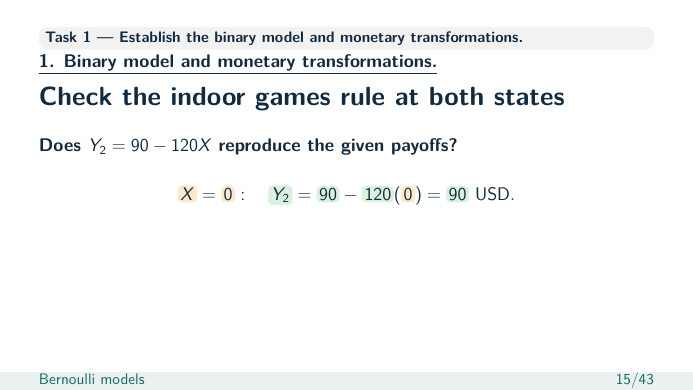 Task 1 — Establish the binary model and monetary transformations.
1. Binary model and monetary transformations.
Check the indoor games rule at both states
Does Y₂ = 90 − 120X reproduce the given payoffs?
X = 0 : Y₂ = 90 − 120(0) = 90 USD.
Bernoulli models 15/43